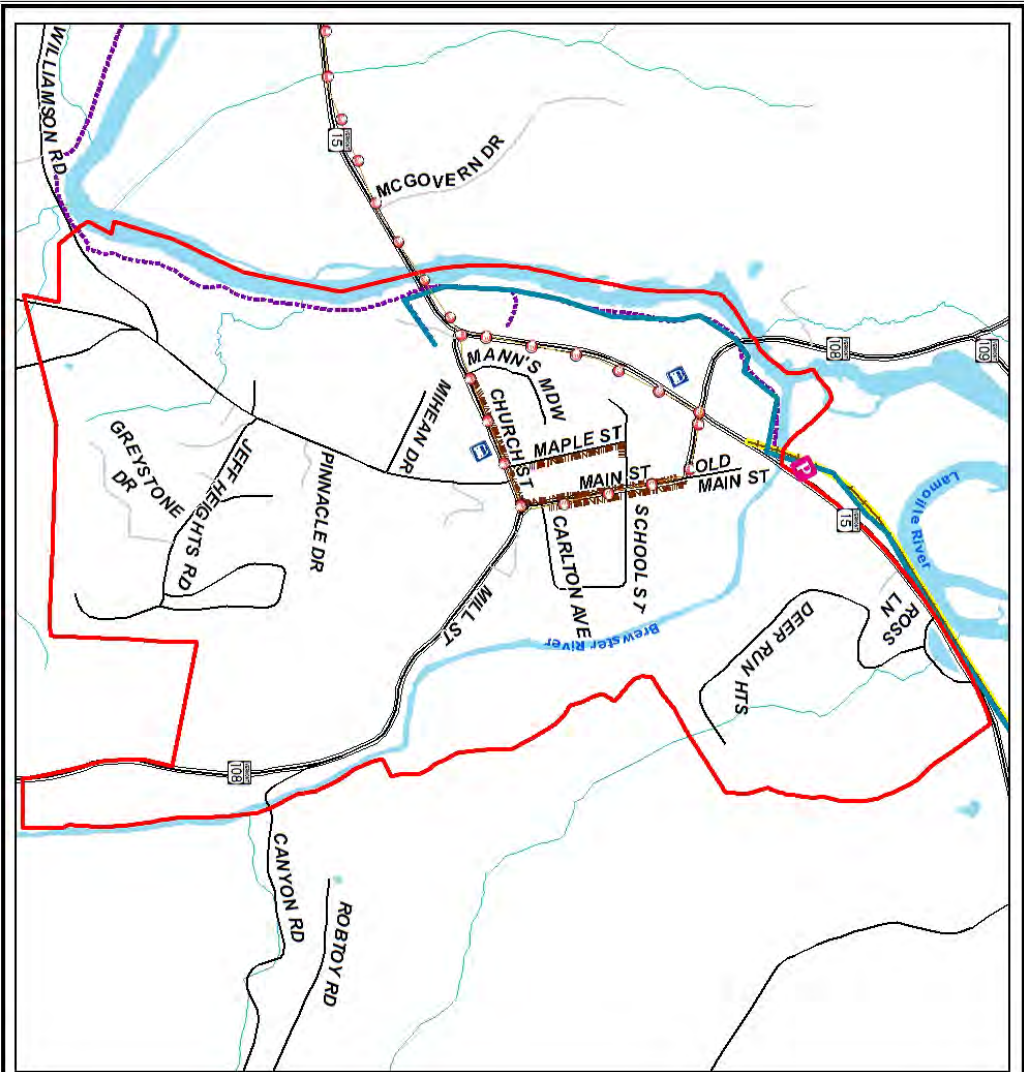 WILLIAMSON RD
15
MCGOVERN DR
108
109
MANN'S MDW
MIHEAN DR
CHURCH ST
MAPLE ST
MAIN ST
OLD
MAIN ST
P
15
Lamoille River
GREYSTONE
DR
JEFF HEIGHTS RD
PINNACLE DR
CARLTON AVE
SCHOOL ST
MILL ST
Brewster River
DEER RUN HTS
ROSS
LN
108
CANYON RD
ROBTOY RD